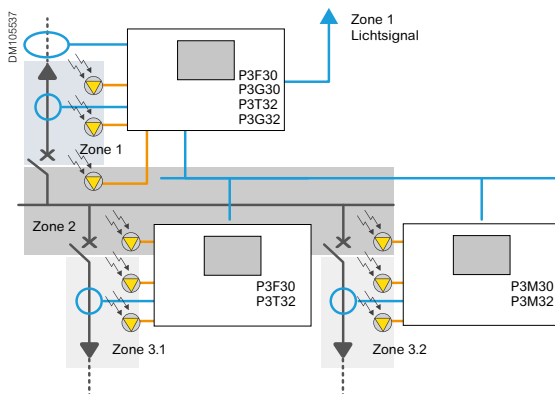 DM105537
Zone 1
Lichtsignal
P3F30
P3G30
P3T32
P3G32
Zone 1
Zone 2
P3F30
P3T32
P3M30
P3M32
Zone 3.1
Zone 3.2